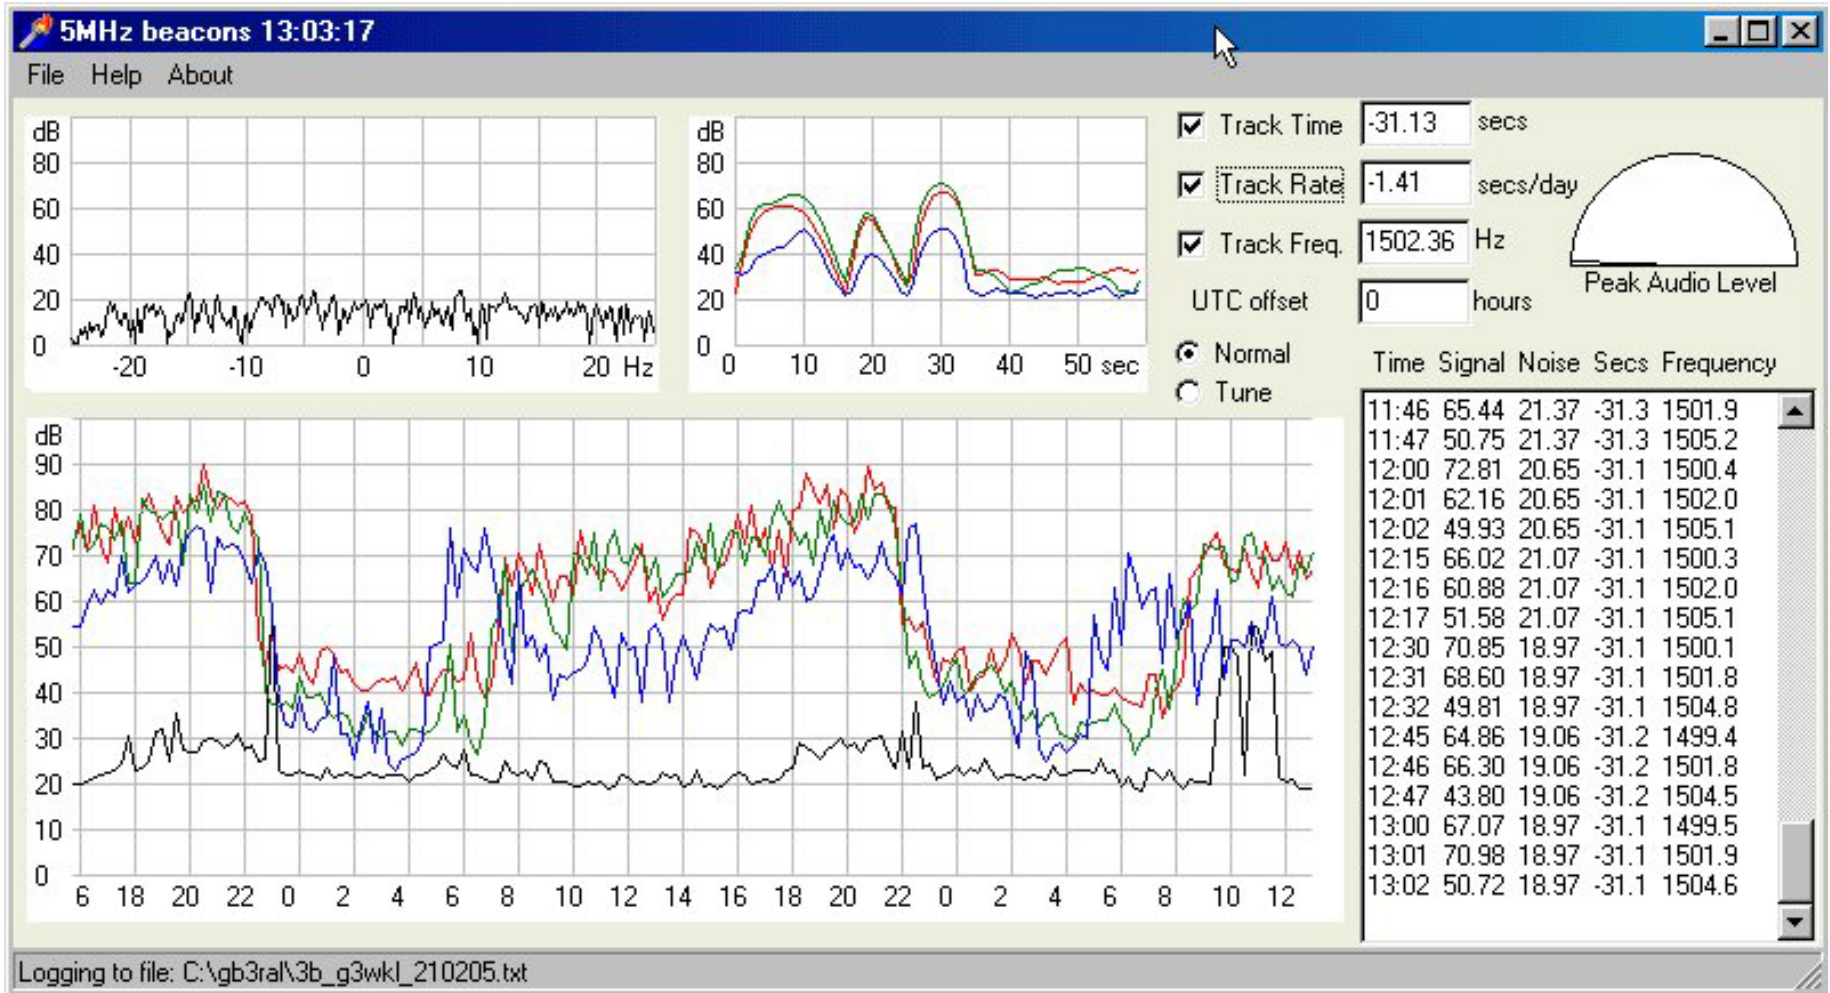 5MHz beacons 13:03:17
File Help About
dB
80
60
40
20
0
-20 -10 0 10 20 Hz
dB
80
60
40
20
0
0 10 20 30 40 50 sec
Track Time -31.13 secs
Track Rate -1.41 secs/day
Track Freq. 1502.36 Hz
UTC offset 0 hours
Normal
Tune
Peak Audio Level
dB
90
80
70
60
50
40
30
20
10
0
6 18 20 22 0 2 4 6 8 10 12 14 16 18 20 22 0 2 4 6 8 10 12
Time Signal Noise Secs Frequency
11:46 65.44 21.37 -31.3 1501.9
11:47 50.75 21.37 -31.3 1505.2
12:00 72.81 20.65 -31.1 1500.4
12:01 62.16 20.65 -31.1 1502.0
12:02 49.93 20.65 -31.1 1505.1
12:15 66.02 21.07 -31.1 1500.3
12:16 60.88 21.07 -31.1 1502.0
12:17 51.58 21.07 -31.1 1505.1
12:30 70.85 18.97 -31.1 1500.1
12:31 68.60 18.97 -31.1 1501.8
12:32 49.81 18.97 -31.1 1504.8
12:45 64.86 19.06 -31.2 1499.4
12:46 66.30 19.06 -31.2 1501.8
12:47 43.80 19.06 -31.2 1504.5
13:00 67.07 18.97 -31.1 1499.5
13:01 70.98 18.97 -31.1 1501.9
13:02 50.72 18.97 -31.1 1504.6
Logging to file: C:\gb3ral\3b_g3wkl_210205.txt